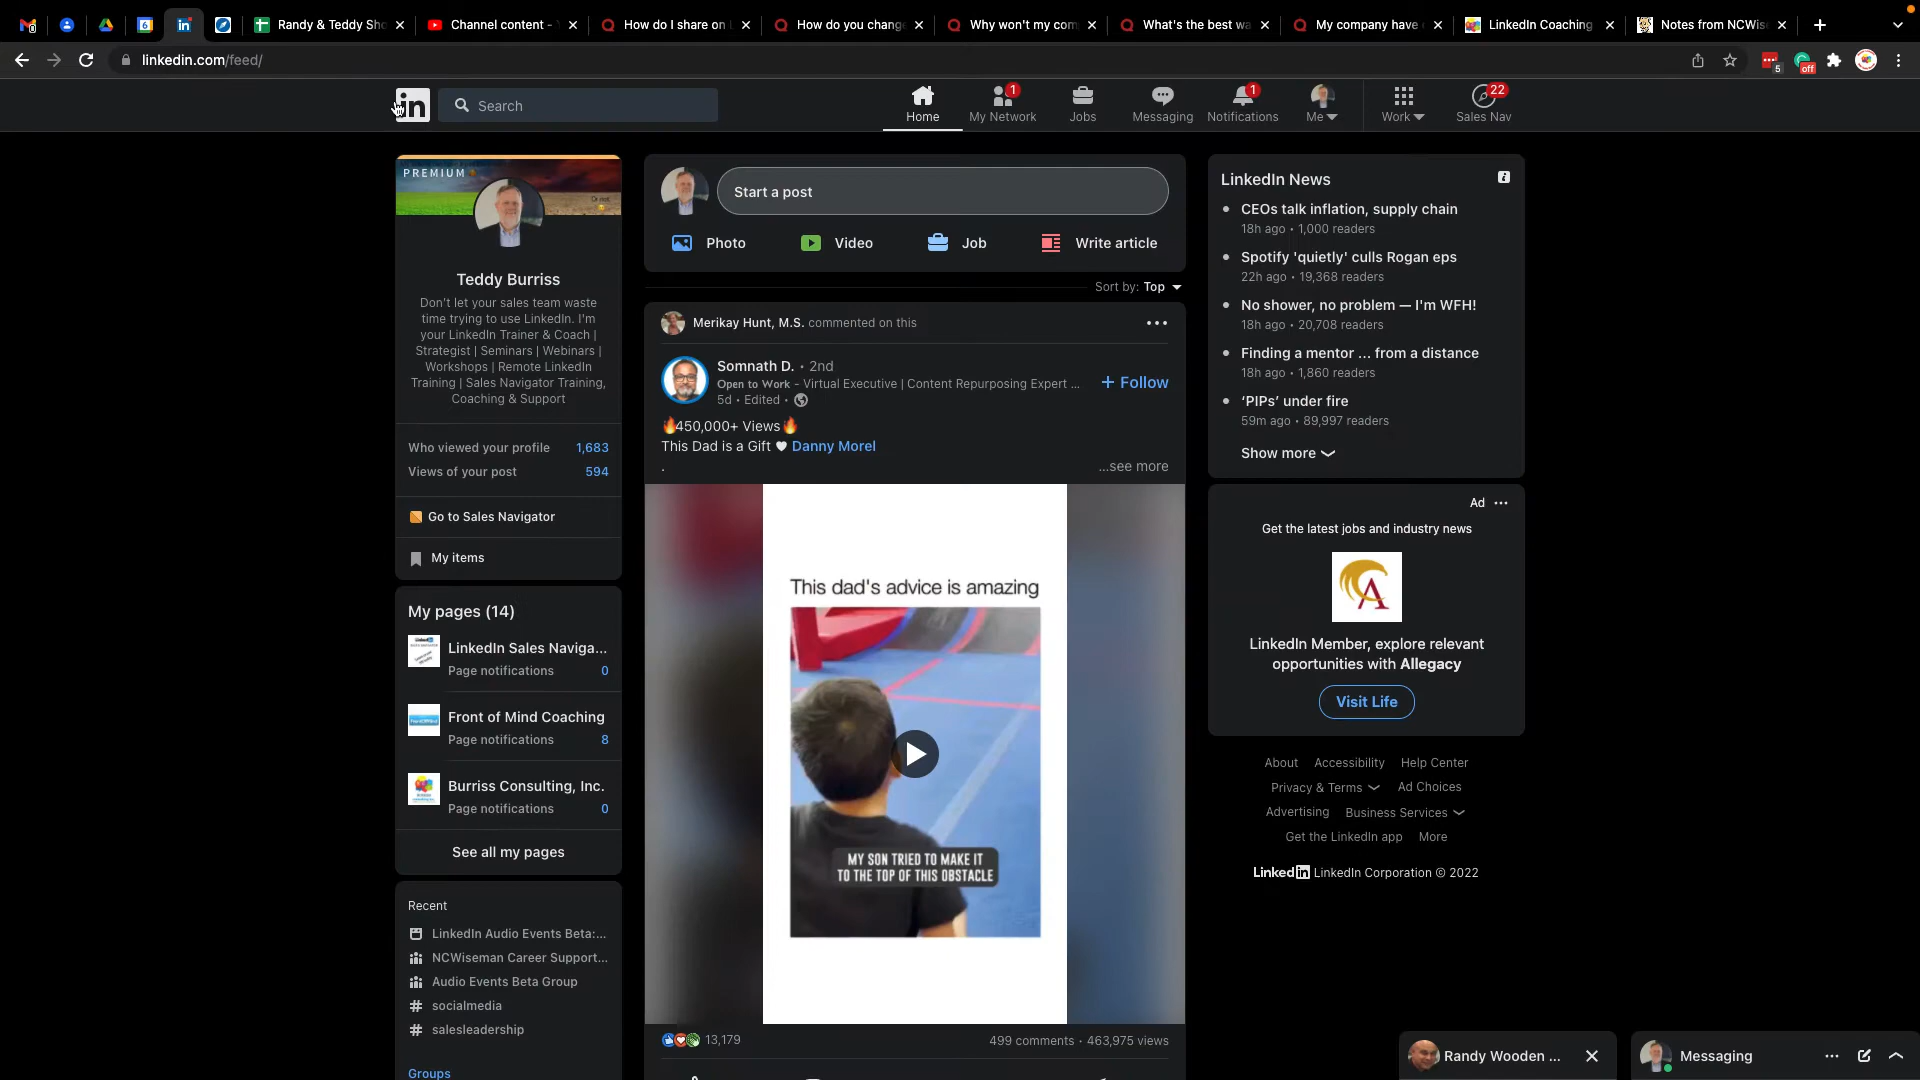 Randy & Teddy Sho
Channel content -
How do I share on
How do you change
Why won't my com
What's the best wa
My company have
LinkedIn Coaching
Notes from NCWis
linkedin.com/feed/
5
off
in
Search
Home
1
My Network
Jobs
Messaging
1
Notifications
Me
Work
22
Sales Nav
PREMIUM
Teddy Burriss
Don't let your sales team waste
time trying to use LinkedIn. I'm
your LinkedIn Trainer & Coach |
Strategist | Seminars | Webinars |
Workshops | Remote LinkedIn
Training | Sales Navigator Training,
Coaching & Support
Who viewed your profile 1,683
Views of your post 594
Go to Sales Navigator
My items
My pages (14)
LinkedIn Sales Naviga...
Page notifications 0
Front of Mind Coaching
Page notifications 8
Burriss Consulting, Inc.
Page notifications 0
See all my pages
Recent
LinkedIn Audio Events Beta:...
NCWiseman Career Support...
Audio Events Beta Group
# socialmedia
# salesleadership
Groups
Start a post
Photo
Video
Job
Write article
Sort by: Top
Merikay Hunt, M.S. commented on this
Somnath D. • 2nd
Open to Work - Virtual Executive | Content Repurposing Expert ...
5d • Edited •
+ Follow
🔥450,000+ Views🔥
This Dad is a Gift ♥ Danny Morel
.
...see more
This dad's advice is amazing
MY SON TRIED TO MAKE IT
TO THE TOP OF THIS OBSTACLE
13,179
499 comments • 463,975 views
LinkedIn News
• CEOs talk inflation, supply chain
18h ago • 1,000 readers
• Spotify 'quietly' culls Rogan eps
22h ago • 19,368 readers
• No shower, no problem — I'm WFH!
18h ago • 20,708 readers
• Finding a mentor ... from a distance
18h ago • 1,860 readers
• ‘PIPs’ under fire
59m ago • 89,997 readers
Show more
Ad ...
Get the latest jobs and industry news
LinkedIn Member, explore relevant
opportunities with Allegacy
Visit Life
About Accessibility Help Center
Privacy & Terms Ad Choices
Advertising Business Services
Get the LinkedIn app More
Linkedin LinkedIn Corporation © 2022
Randy Wooden ...
Messaging